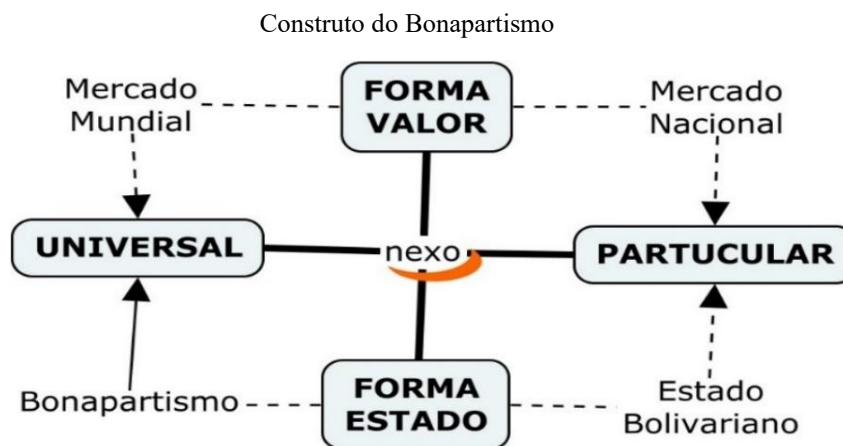 Construto do Bonapartismo
Mercado
Mundial
FORMA
VALOR
Mercado
Nacional
UNIVERSAL
nexo
PARTUCULAR
Bonapartismo
FORMA
ESTADO
Estado
Bolivariano